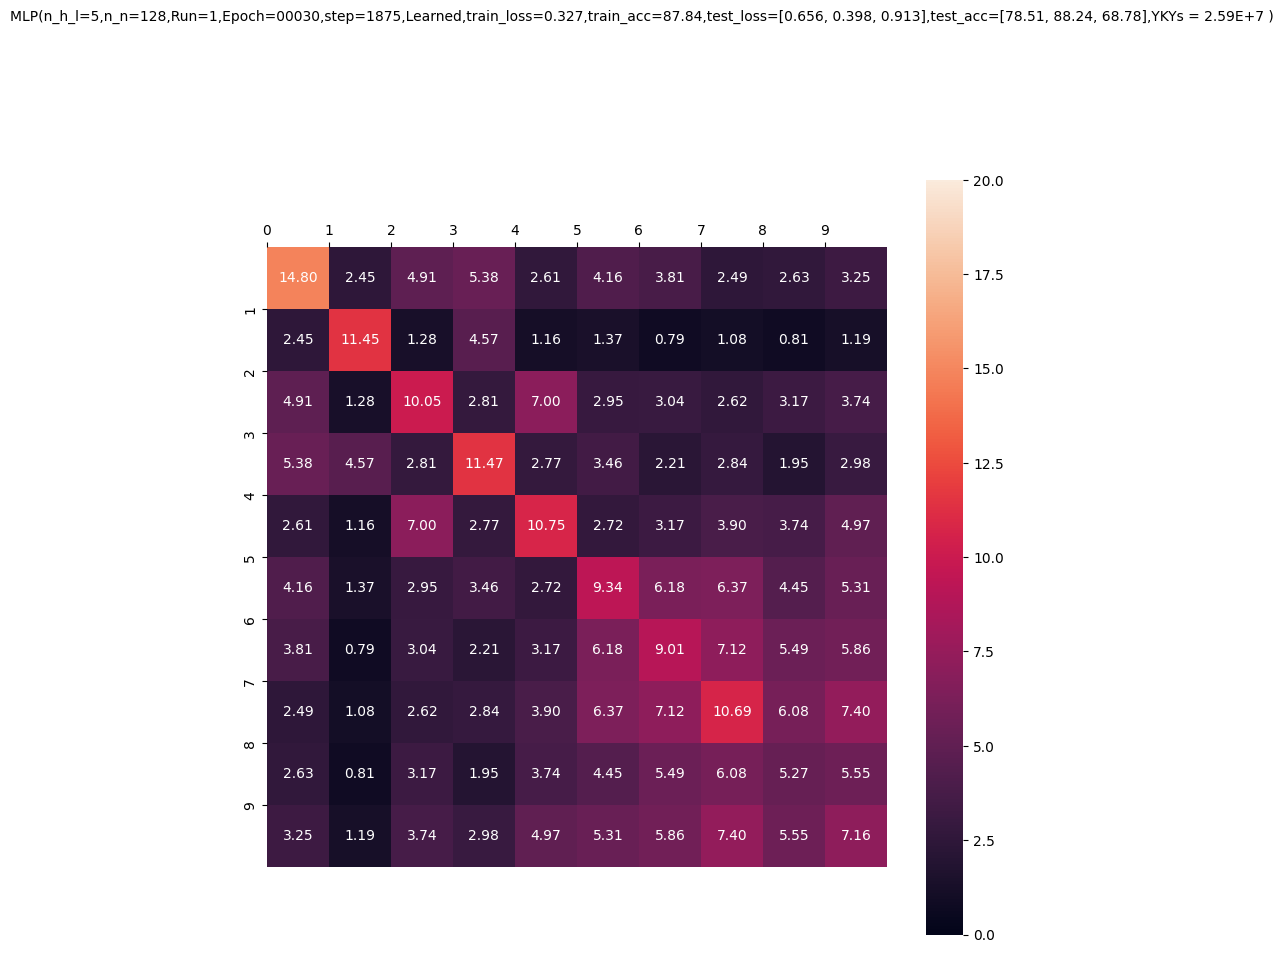 MLP(n_h_l=5,n_n=128,Run=1,Epoch=00030,step=1875,Learned,train_loss=0.327,train_acc=87.84,test_loss=[0.656, 0.398, 0.913],test_acc=[78.51, 88.24, 68.78],YKYs = 2.59E+7 )
0 1 2 3 4 5 6 7 8 9
14.80 2.45 4.91 5.38 2.61 4.16 3.81 2.49 2.63 3.25
1
2.45 11.45 1.28 4.57 1.16 1.37 0.79 1.08 0.81 1.19
2
4.91 1.28 10.05 2.81 7.00 2.95 3.04 2.62 3.17 3.74
3
5.38 4.57 2.81 11.47 2.77 3.46 2.21 2.84 1.95 2.98
4
2.61 1.16 7.00 2.77 10.75 2.72 3.17 3.90 3.74 4.97
5
4.16 1.37 2.95 3.46 2.72 9.34 6.18 6.37 4.45 5.31
6
3.81 0.79 3.04 2.21 3.17 6.18 9.01 7.12 5.49 5.86
7
2.49 1.08 2.62 2.84 3.90 6.37 7.12 10.69 6.08 7.40
8
2.63 0.81 3.17 1.95 3.74 4.45 5.49 6.08 5.27 5.55
9
3.25 1.19 3.74 2.98 4.97 5.31 5.86 7.40 5.55 7.16
20.0
17.5
15.0
12.5
10.0
7.5
5.0
2.5
0.0